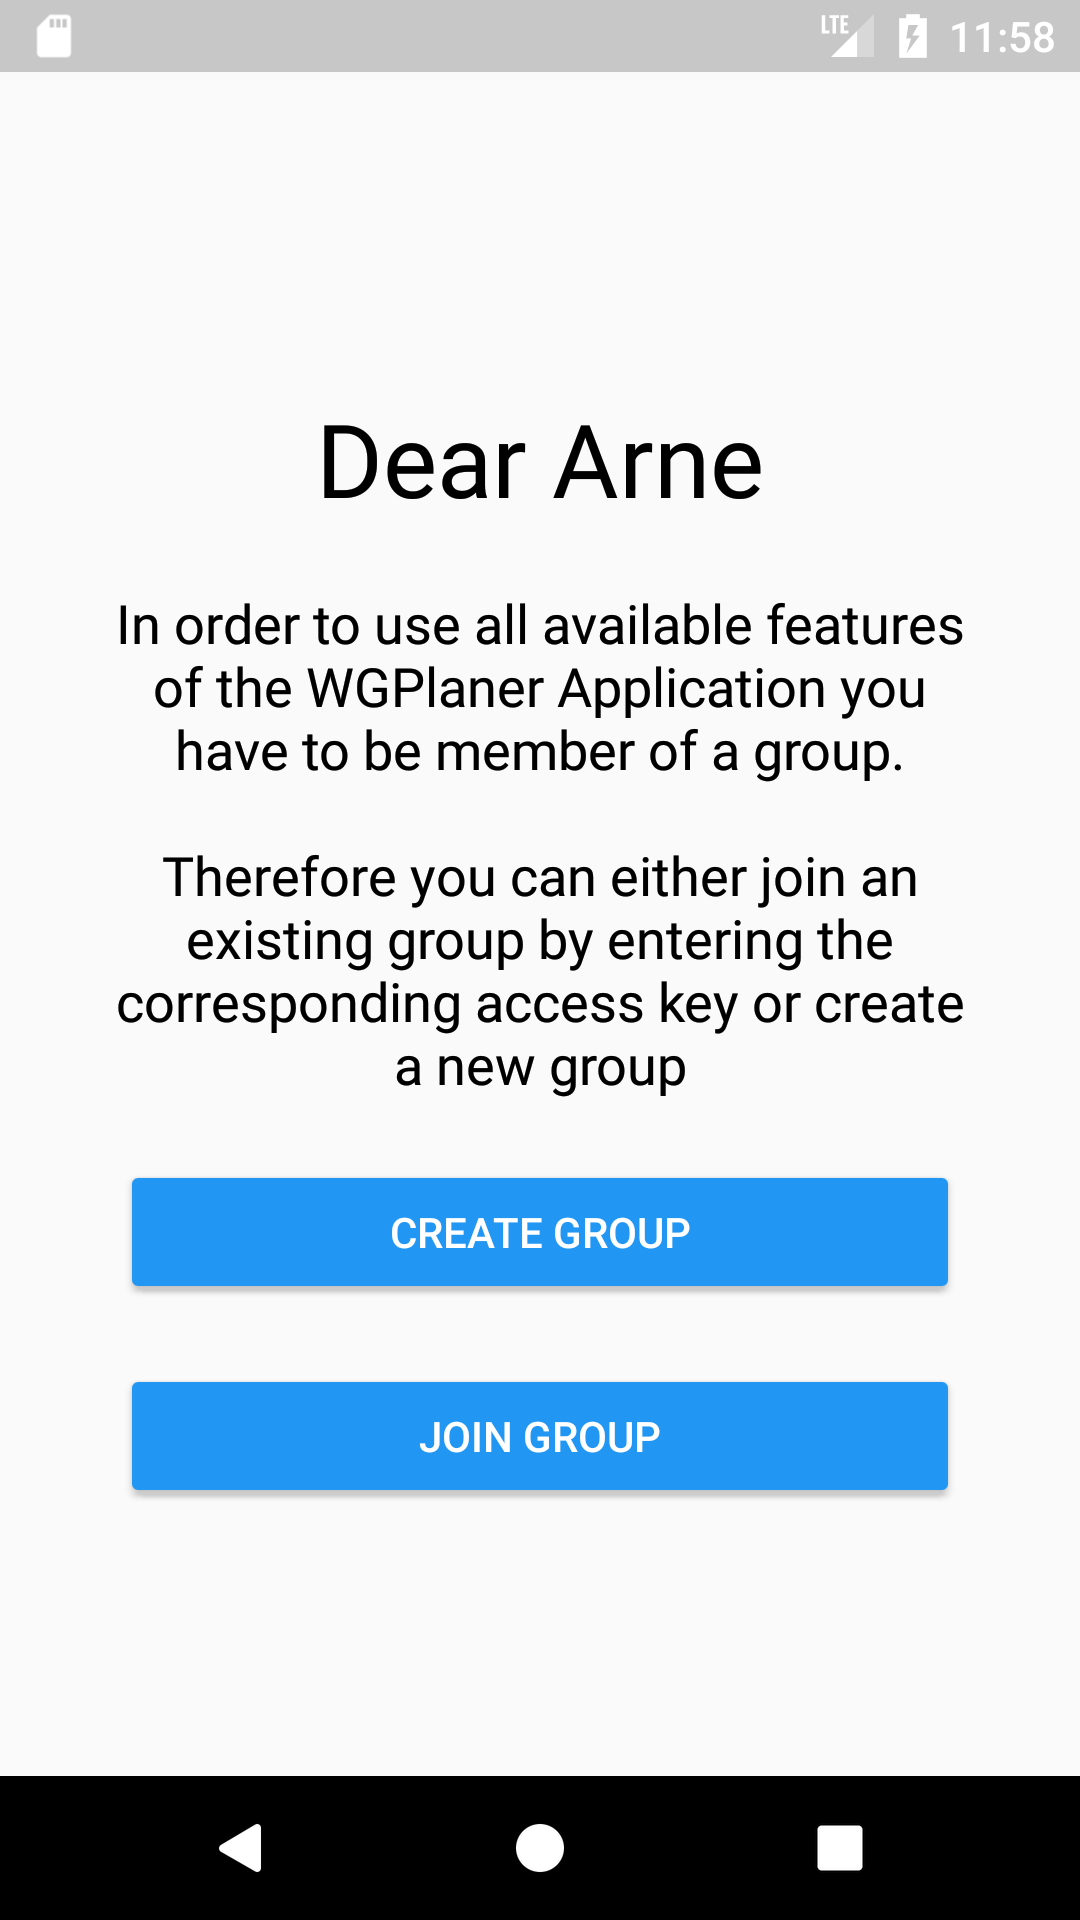 LTE 11:58
Dear Arne
In order to use all available features
of the WGPlaner Application you
have to be member of a group.
Therefore you can either join an
existing group by entering the
corresponding access key or create
a new group
CREATE GROUP
JOIN GROUP